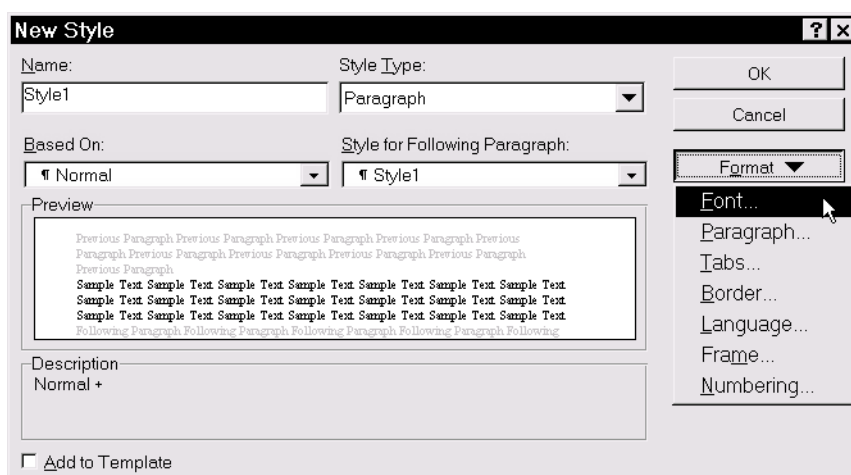 New Style
Name:
Style1
Style Type:
Paragraph
Based On:
¶ Normal
Style for Following Paragraph:
¶ Style1
Preview
Previous Paragraph Previous Paragraph Previous Paragraph Previous Paragraph Previous
Paragraph Previous Paragraph Previous Paragraph Previous Paragraph Previous Paragraph
Previous Paragraph
Sample Text Sample Text Sample Text Sample Text Sample Text Sample Text Sample Text
Sample Text Sample Text Sample Text Sample Text Sample Text Sample Text Sample Text
Sample Text Sample Text Sample Text Sample Text Sample Text Sample Text Sample Text
Following Paragraph Following Paragraph Following Paragraph Following Paragraph Following
Description
Normal +
Add to Template
? x
OK
Cancel
Format
Font...
Paragraph...
Tabs...
Border...
Language...
Frame...
Numbering...